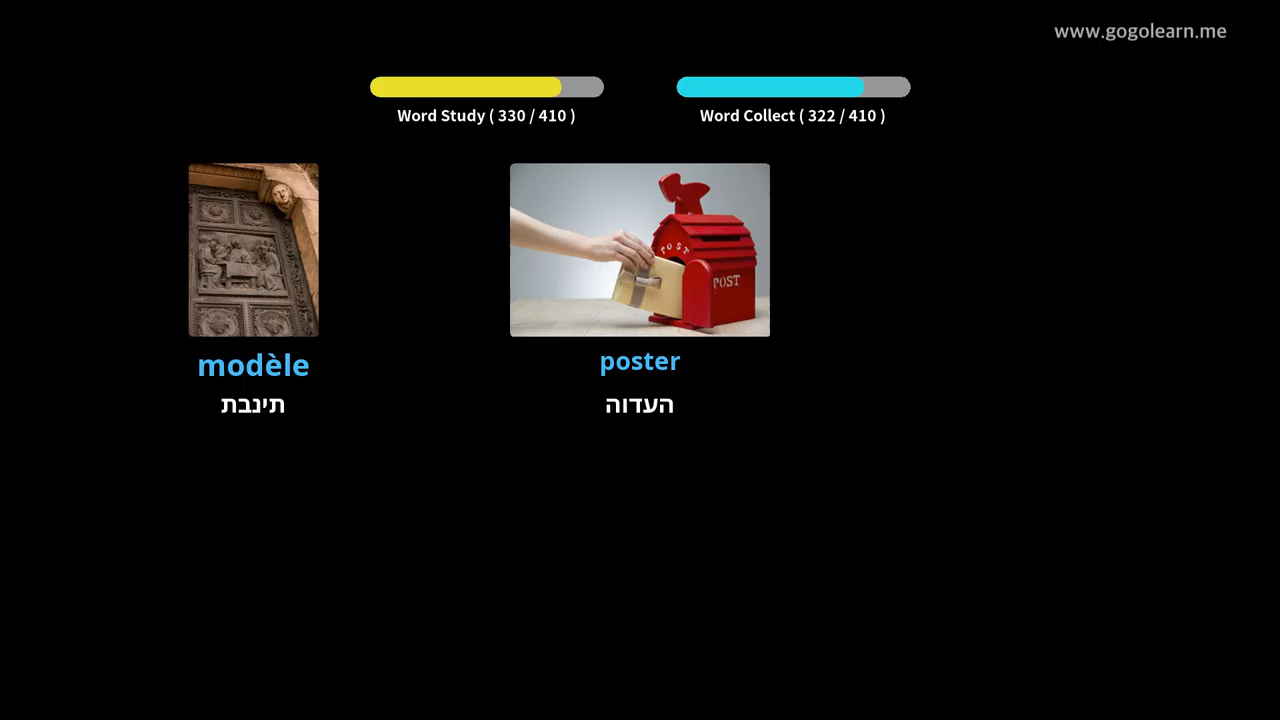 www.gogolearn.me
Word Study ( 330 / 410 )
Word Collect ( 322 / 410 )
modèle
תינבת
poster
העדוה
POST
POST